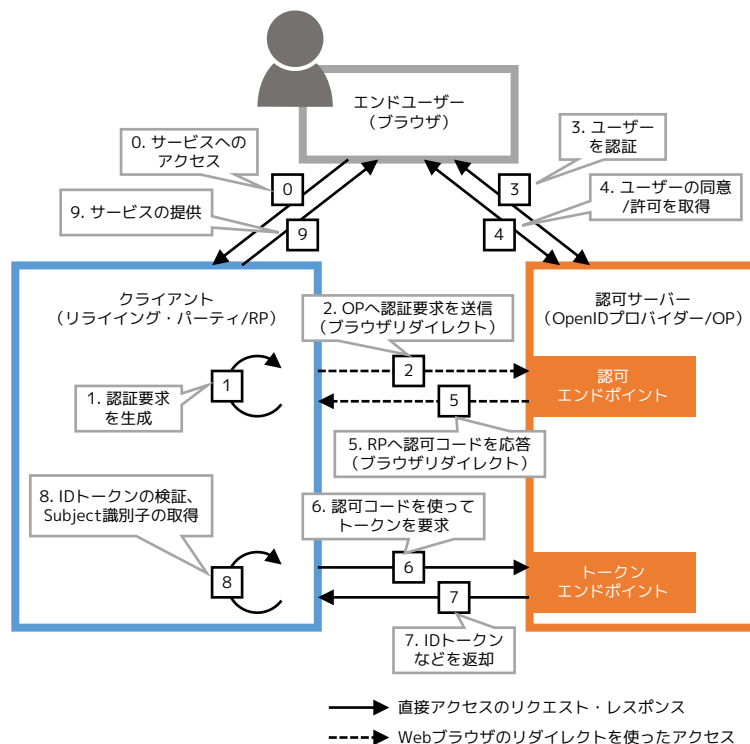 エンドユーザー
（ブラウザ）
0. サービスへの
アクセス
3. ユーザー
を認証
0
3
4. ユーザーの同意
/許可を取得
9. サービスの提供
9
4
クライアント
（リライイング・パーティ/RP）
認可サーバー
（OpenIDプロバイダー/OP）
2. OPへ認証要求を送信
（ブラウザリダイレクト）
1
2
認可
エンドポイント
1. 認証要求
を生成
5
5. RPへ認可コードを応答
（ブラウザリダイレクト）
8. IDトークンの検証、
Subject識別子の取得
6. 認可コードを使って
トークンを要求
8
6
トークン
エンドポイント
7
7. IDトークン
などを返却
直接アクセスのリクエスト・レスポンス
Webブラウザのリダイレクトを使ったアクセス